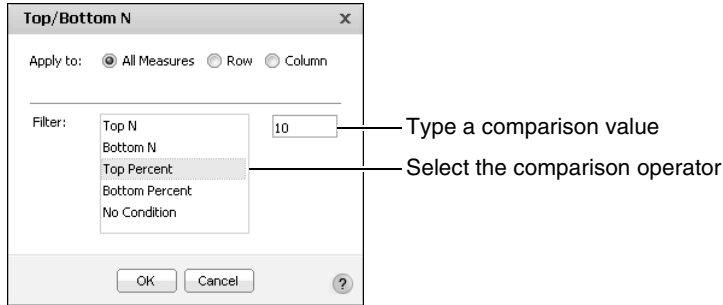 Top/Bottom N x
Apply to: All Measures Row Column
Filter:
Top N
Bottom N
Top Percent
Bottom Percent
No Condition
10
Type a comparison value
Select the comparison operator
OK Cancel ?